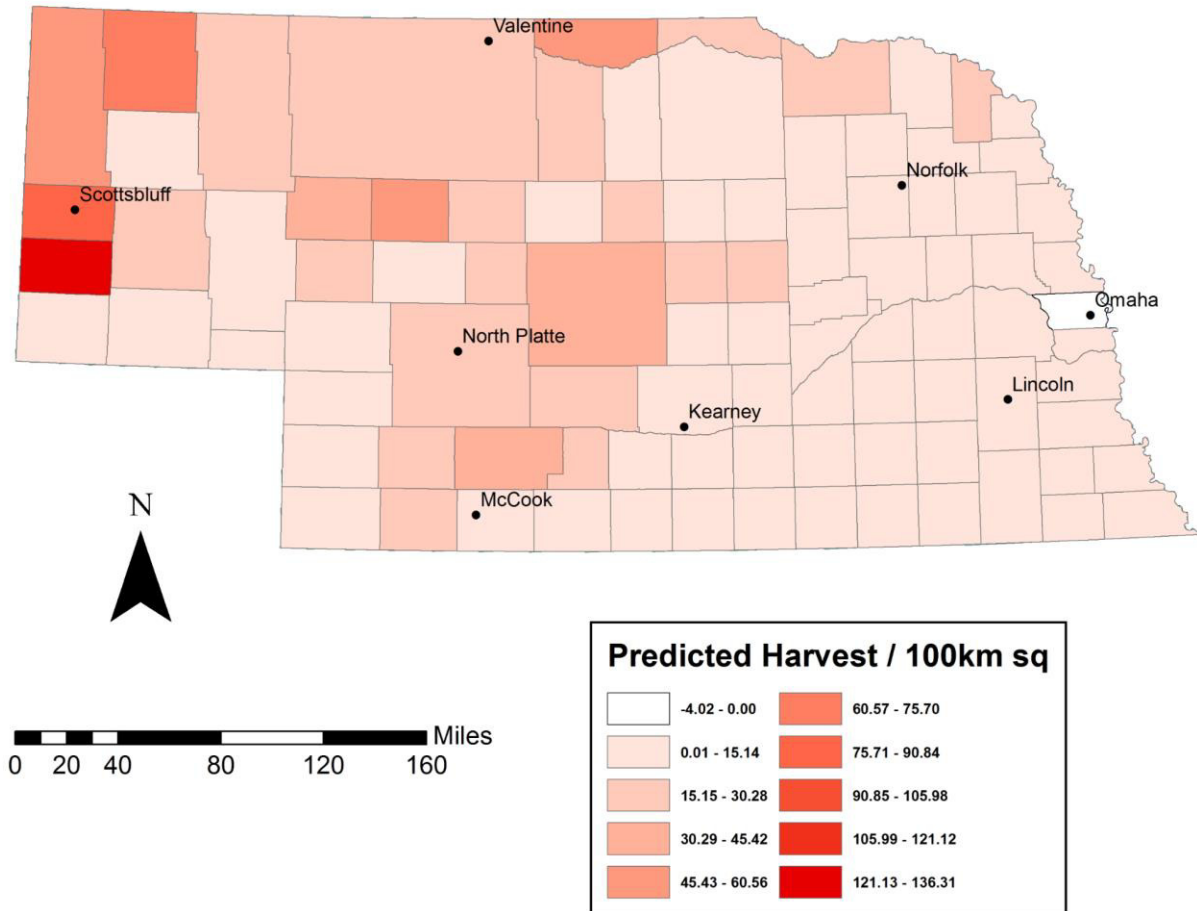 Valentine
Scottsbluff
Norfolk
Omaha
North Platte
Lincoln
Kearney
McCook
N
Miles
0 20 40 80 120 160
Predicted Harvest / 100km sq
-4.02 - 0.00
0.01 - 15.14
15.15 - 30.28
30.29 - 45.42
45.43 - 60.56
60.57 - 75.70
75.71 - 90.84
90.85 - 105.98
105.99 - 121.12
121.13 - 136.31